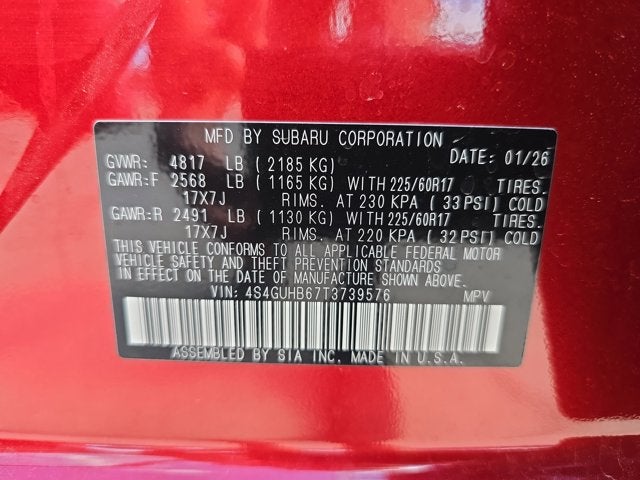 MFD BY SUBARU CORPORATION
DATE: 01/26
GVWR: 4817 LB (2185 KG)
GAWR:F 2568 LB (1165 KG) WITH 225/60R17 TIRES.
17X7J RIMS. AT 230 KPA (33 PSI) COLD
GAWR:R 2491 LB (1130 KG) WITH 225/60R17 TIRES.
17X7J RIMS. AT 220 KPA (32 PSI) COLD
THIS VEHICLE CONFORMS TO ALL APPLICABLE FEDERAL MOTOR
VEHICLE SAFETY AND THEFT PREVENTION STANDARDS
IN EFFECT ON THE DATE OF MANUFACTURE SHOWN ABOVE.
VIN: 4S4GUHB67T3739576 MPV
ASSEMBLED BY SIA INC. MADE IN U.S.A.